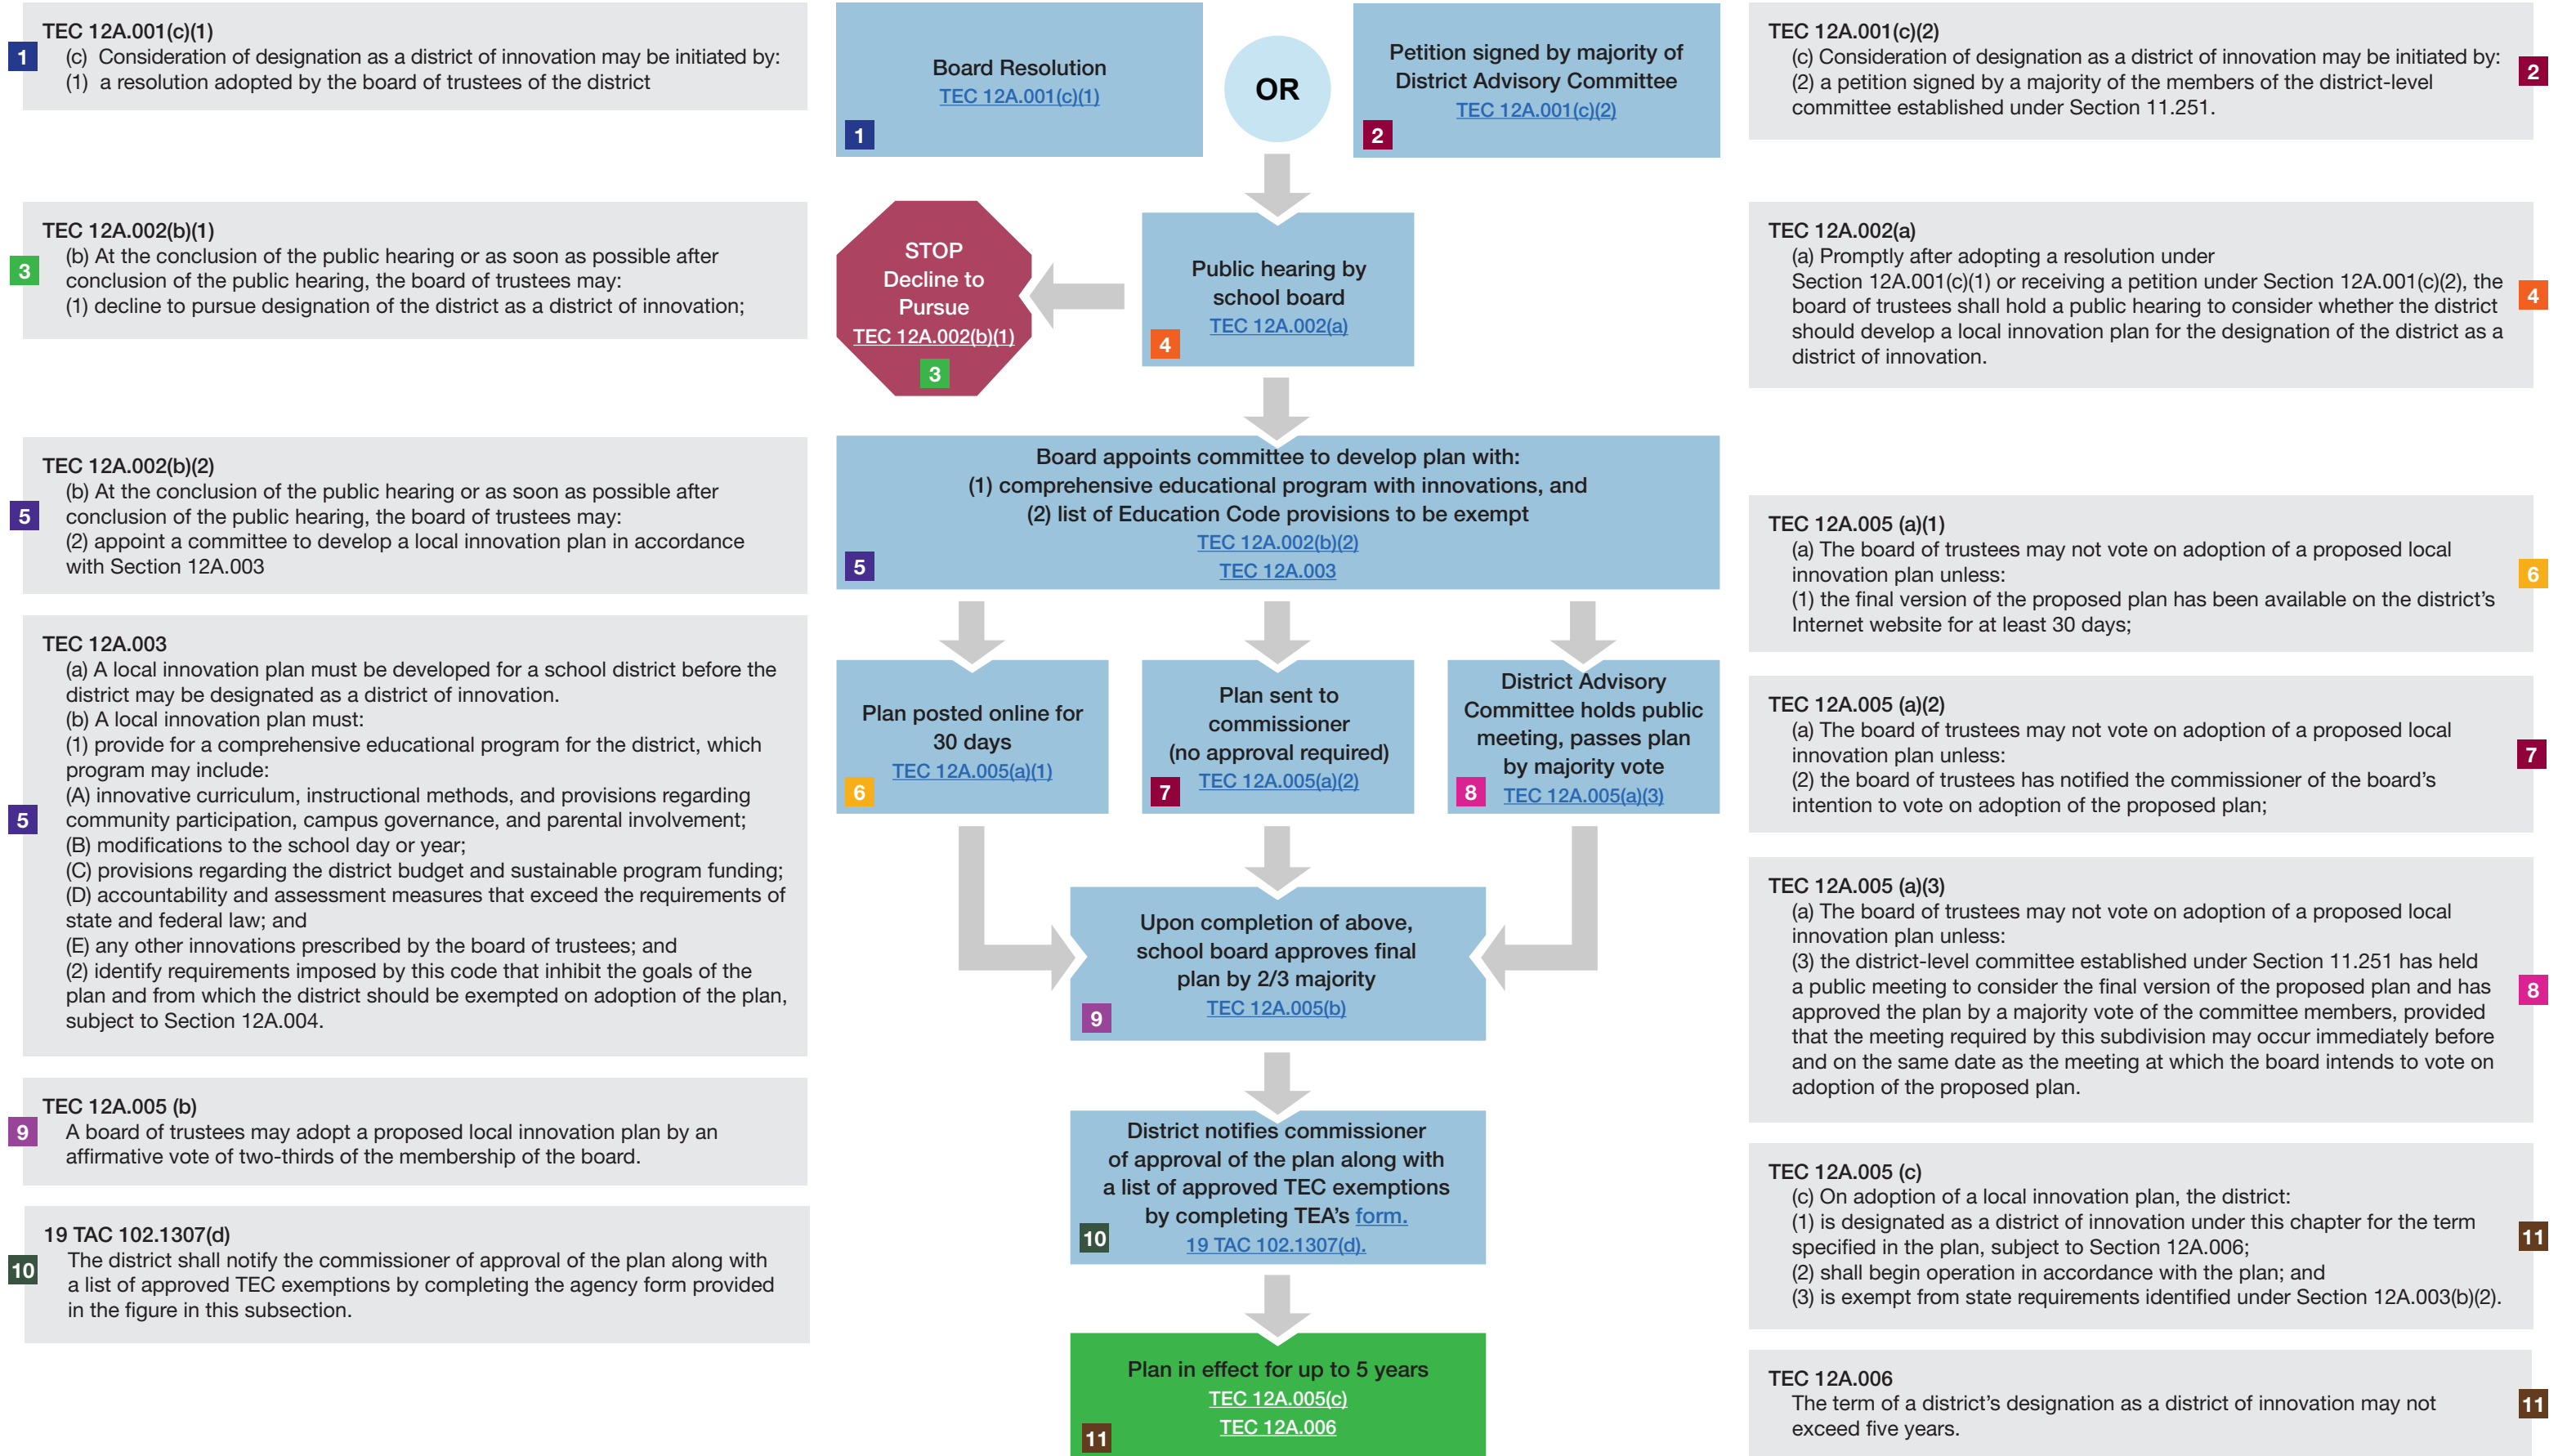 TEC 12A.001(c)(1)
(c) Consideration of designation as a district of innovation may be initiated by:
(1) a resolution adopted by the board of trustees of the district
1
Board Resolution
TEC 12A.001(c)(1)
1
OR
Petition signed by majority of
District Advisory Committee
TEC 12A.001(c)(2)
2
TEC 12A.001(c)(2)
(c) Consideration of designation as a district of innovation may be initiated by:
(2) a petition signed by a majority of the members of the district-level
committee established under Section 11.251.
2
TEC 12A.002(b)(1)
(b) At the conclusion of the public hearing or as soon as possible after
conclusion of the public hearing, the board of trustees may:
(1) decline to pursue designation of the district as a district of innovation;
3
STOP
Decline to
Pursue
TEC 12A.002(b)(1)
3
Public hearing by
school board
TEC 12A.002(a)
4
TEC 12A.002(a)
(a) Promptly after adopting a resolution under
Section 12A.001(c)(1) or receiving a petition under Section 12A.001(c)(2), the
board of trustees shall hold a public hearing to consider whether the district
should develop a local innovation plan for the designation of the district as a
district of innovation.
4
TEC 12A.002(b)(2)
(b) At the conclusion of the public hearing or as soon as possible after
conclusion of the public hearing, the board of trustees may:
(2) appoint a committee to develop a local innovation plan in accordance
with Section 12A.003
5
Board appoints committee to develop plan with:
(1) comprehensive educational program with innovations, and
(2) list of Education Code provisions to be exempt
TEC 12A.002(b)(2)
TEC 12A.003
5
TEC 12A.005 (a)(1)
(a) The board of trustees may not vote on adoption of a proposed local
innovation plan unless:
(1) the final version of the proposed plan has been available on the district's
Internet website for at least 30 days;
6
TEC 12A.003
(a) A local innovation plan must be developed for a school district before the
district may be designated as a district of innovation.
(b) A local innovation plan must:
(1) provide for a comprehensive educational program for the district, which
program may include:
(A) innovative curriculum, instructional methods, and provisions regarding
community participation, campus governance, and parental involvement;
(B) modifications to the school day or year;
(C) provisions regarding the district budget and sustainable program funding;
(D) accountability and assessment measures that exceed the requirements of
state and federal law; and
(E) any other innovations prescribed by the board of trustees; and
(2) identify requirements imposed by this code that inhibit the goals of the
plan and from which the district should be exempted on adoption of the plan,
subject to Section 12A.004.
5
Plan posted online for
30 days
TEC 12A.005(a)(1)
6
Plan sent to
commissioner
(no approval required)
TEC 12A.005(a)(2)
7
District Advisory
Committee holds public
meeting, passes plan
by majority vote
TEC 12A.005(a)(3)
8
TEC 12A.005 (a)(2)
(a) The board of trustees may not vote on adoption of a proposed local
innovation plan unless:
(2) the board of trustees has notified the commissioner of the board's
intention to vote on adoption of the proposed plan;
7
TEC 12A.005 (a)(3)
(a) The board of trustees may not vote on adoption of a proposed local
innovation plan unless:
(3) the district-level committee established under Section 11.251 has held
a public meeting to consider the final version of the proposed plan and has
approved the plan by a majority vote of the committee members, provided
that the meeting required by this subdivision may occur immediately before
and on the same date as the meeting at which the board intends to vote on
adoption of the proposed plan.
8
Upon completion of above,
school board approves final
plan by 2/3 majority
TEC 12A.005(b)
9
TEC 12A.005 (b)
A board of trustees may adopt a proposed local innovation plan by an
affirmative vote of two-thirds of the membership of the board.
9
District notifies commissioner
of approval of the plan along with
a list of approved TEC exemptions
by completing TEA's form.
19 TAC 102.1307(d).
10
19 TAC 102.1307(d)
The district shall notify the commissioner of approval of the plan along with
a list of approved TEC exemptions by completing the agency form provided
in the figure in this subsection.
10
TEC 12A.005 (c)
(c) On adoption of a local innovation plan, the district:
(1) is designated as a district of innovation under this chapter for the term
specified in the plan, subject to Section 12A.006;
(2) shall begin operation in accordance with the plan; and
(3) is exempt from state requirements identified under Section 12A.003(b)(2).
11
Plan in effect for up to 5 years
TEC 12A.005(c)
TEC 12A.006
11
TEC 12A.006
The term of a district's designation as a district of innovation may not
exceed five years.
11